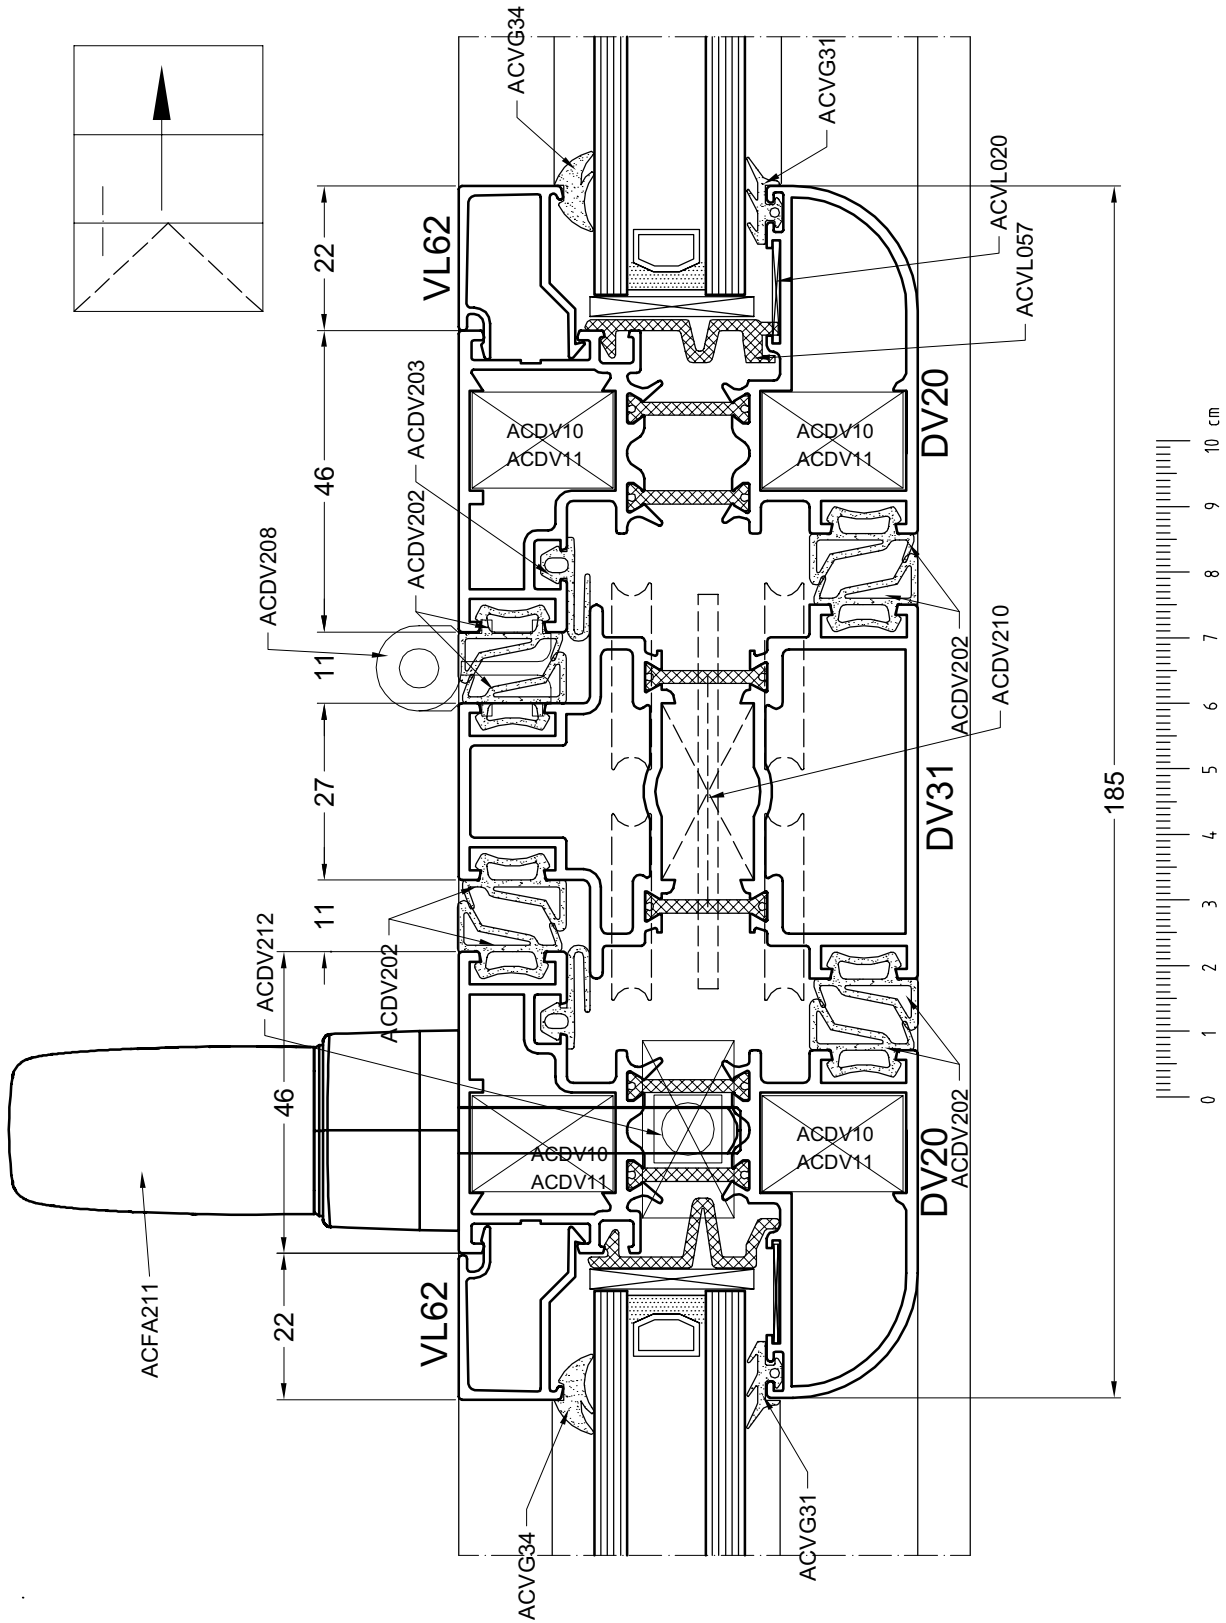 ACFA211
ACDV212
ACDV202
ACDV208
ACDV202
ACDV203
22
46
11
27
11
46
22
VL62
VL62
ACVG34
ACVG34
ACDV10
ACDV11
ACDV10
ACDV11
ACDV10
ACDV11
ACDV10
ACDV11
ACVG31
ACVG31
DV20
ACDV202
DV31
ACDV202
ACDV210
DV20
ACVL057
ACVL020
185
0 1 2 3 4 5 6 7 8 9 10 cm